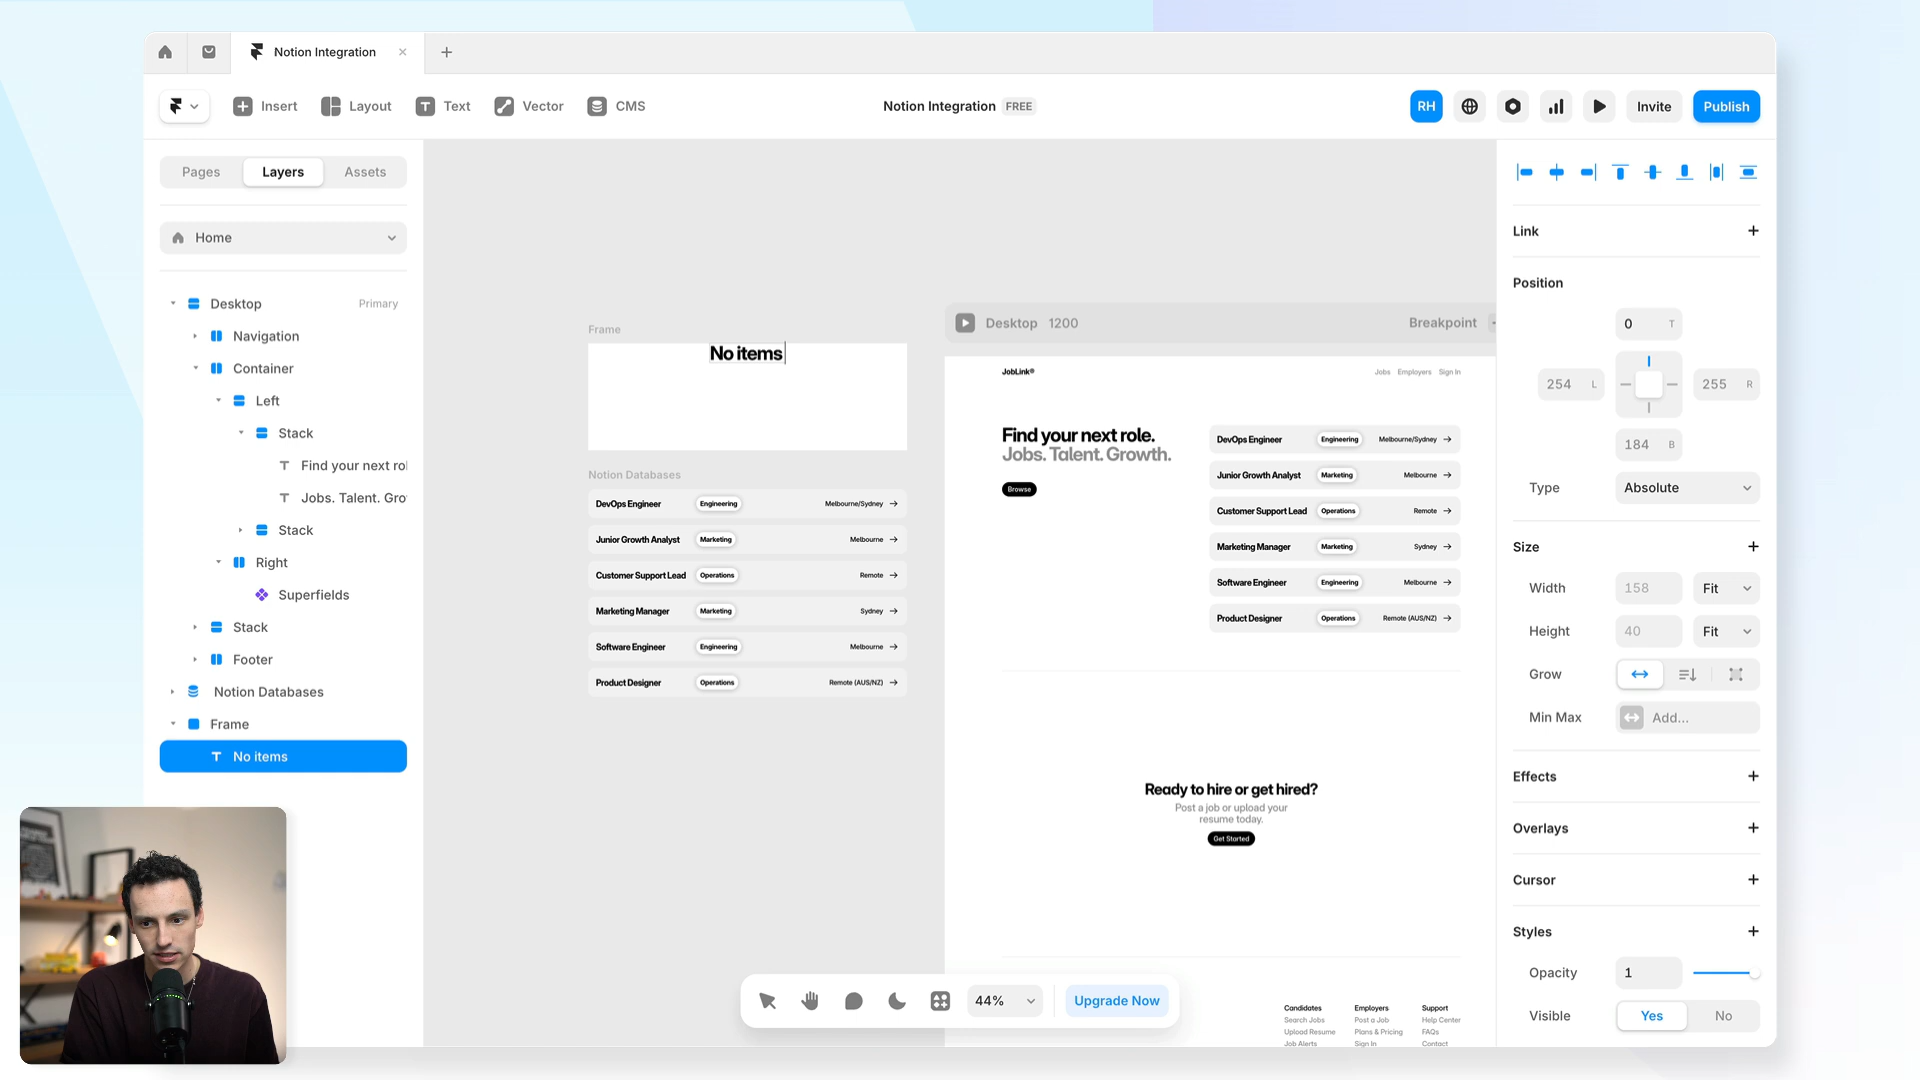 Notion Integration
Insert
Layout
Text
Vector
CMS
Notion Integration FREE
RH
Invite
Publish
Pages
Layers
Assets
Home
Desktop Primary
Navigation
Container
Left
Stack
Find your next rol
Jobs. Talent. Gro
Stack
Right
Superfields
Stack
Footer
Notion Databases
Frame
No items
Frame
No items
Notion Databases
DevOps Engineer Engineering Melbourne/Sydney
Junior Growth Analyst Marketing Melbourne
Customer Support Lead Operations Remote
Marketing Manager Marketing Sydney
Software Engineer Engineering Melbourne
Product Designer Operations Remote (AUS/NZ)
Desktop 1200
Breakpoint
JobLink®
Jobs Employers Sign In
Find your next role.
Jobs. Talent. Growth.
Browse
DevOps Engineer Engineering Melbourne/Sydney
Junior Growth Analyst Marketing Melbourne
Customer Support Lead Operations Remote
Marketing Manager Marketing Sydney
Software Engineer Engineering Melbourne
Product Designer Operations Remote (AUS/NZ)
Ready to hire or get hired?
Post a job or upload your
resume today.
Get Started
Candidates Employers Support
Search Jobs Post a Job Help Center
Upload Resume Plans & Pricing FAQs
Job Alerts Sign In Contact
44%
Upgrade Now
Link
Position
0 T
254 L
255 R
184 B
Type Absolute
Size
Width 158 Fit
Height 40 Fit
Grow
Min Max Add...
Effects
Overlays
Cursor
Styles
Opacity 1
Visible Yes No